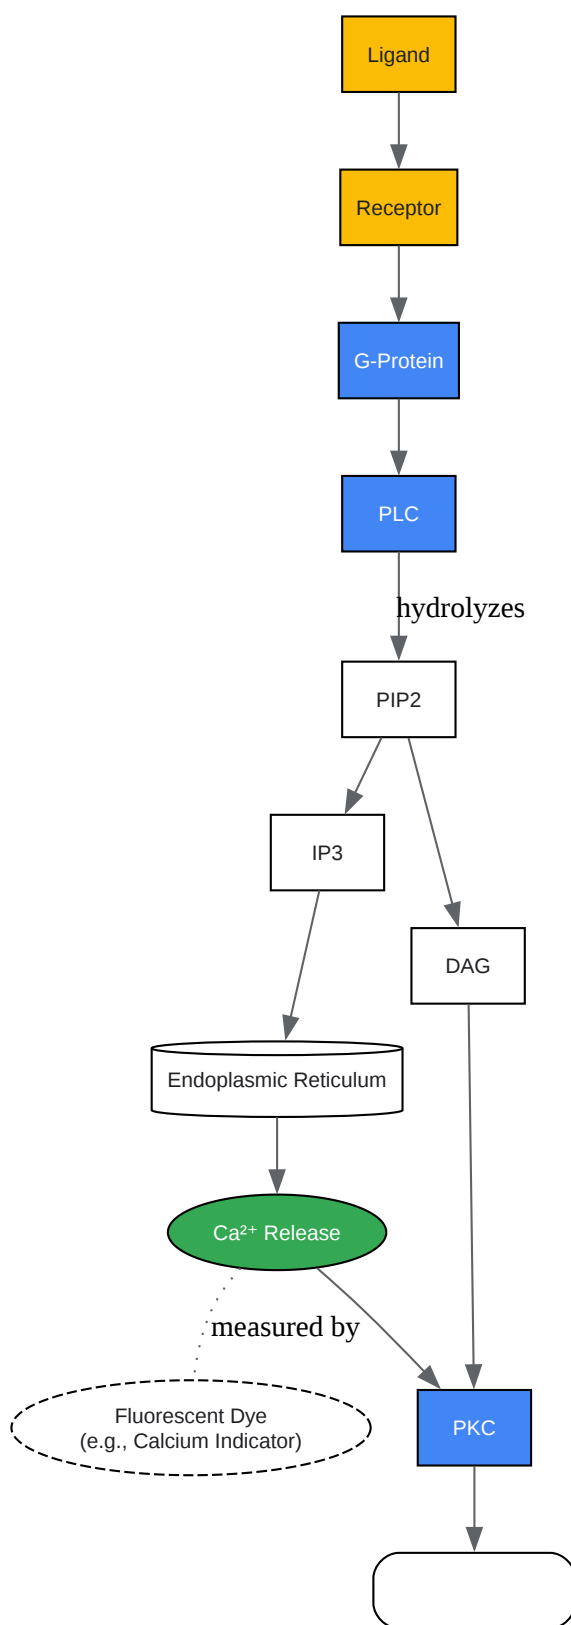 Ligand
Receptor
G-Protein
PLC
hydrolyzes
PIP2
IP3
DAG
Endoplasmic Reticulum
Ca²⁺ Release
measured by
Fluorescent Dye
(e.g., Calcium Indicator)
PKC